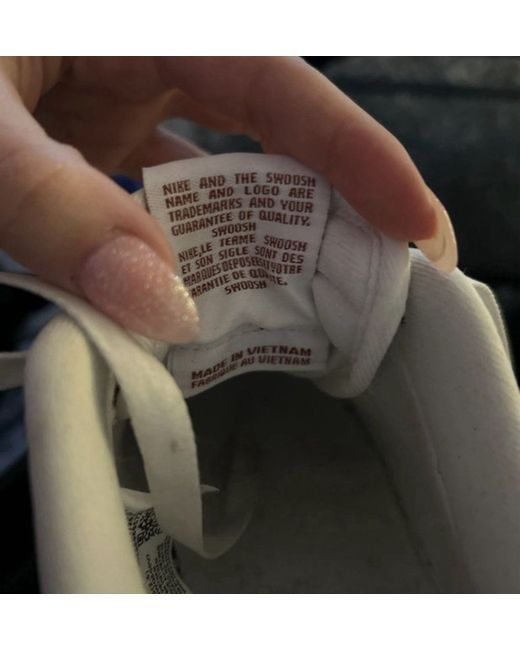 NIKE AND THE SWOOSH
NAME AND LOGO ARE
TRADEMARKS AND YOUR
GUARANTEE OF QUALITY.
SWOOSH
NIKE,LE TERME SWOOSH
ET SON SIGLE SONT DES
MARQUES DEPOSEES ET VOTRE
GARANTIE DE QUALITE.
SWOOSH
MADE IN VIETNAM
FABRIQUE AU VIETNAM